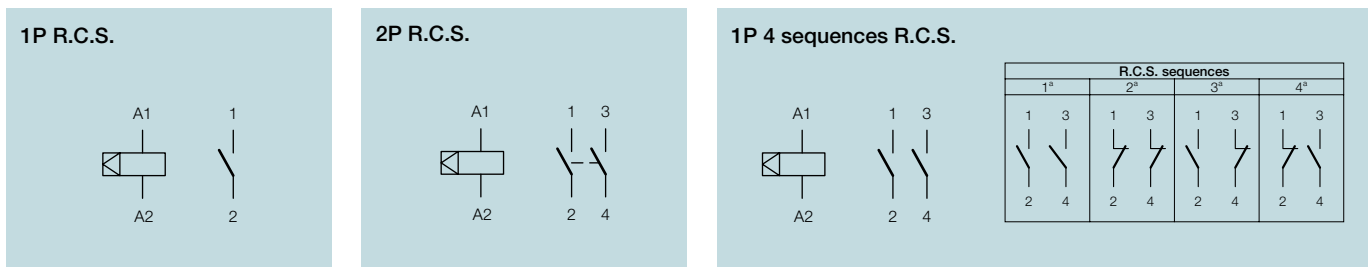 1P R.C.S.
A1 1
A2 2
2P R.C.S.
A1 1 3
A2 2 4
1P 4 sequences R.C.S.
A1 1 3
A2 2 4
R.C.S. sequences
1ª 2ª 3ª 4ª
1 3 1 3 1 3 1 3
2 4 2 4 2 4 2 4